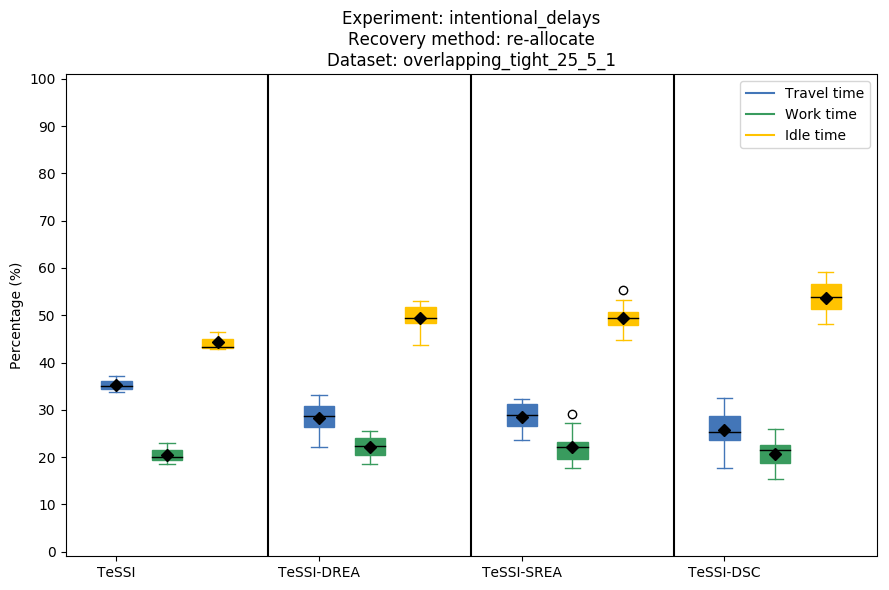 Experiment: intentional_delays
Recovery method: re-allocate
Dataset: overlapping_tight_25_5_1
Travel time
Work time
Idle time
Percentage (%)
100
90
80
70
60
50
40
30
20
10
0
TeSSI
TeSSI-DREA
TeSSI-SREA
TeSSI-DSC